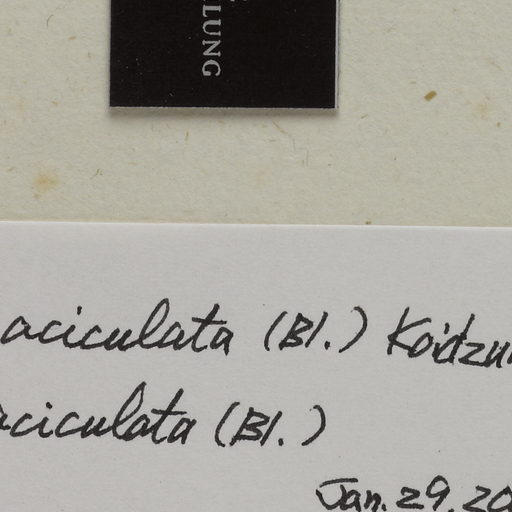 LUNG
aciculata (Bl.) Koidzu
aciculata (Bl.)
Jan. 29. 20